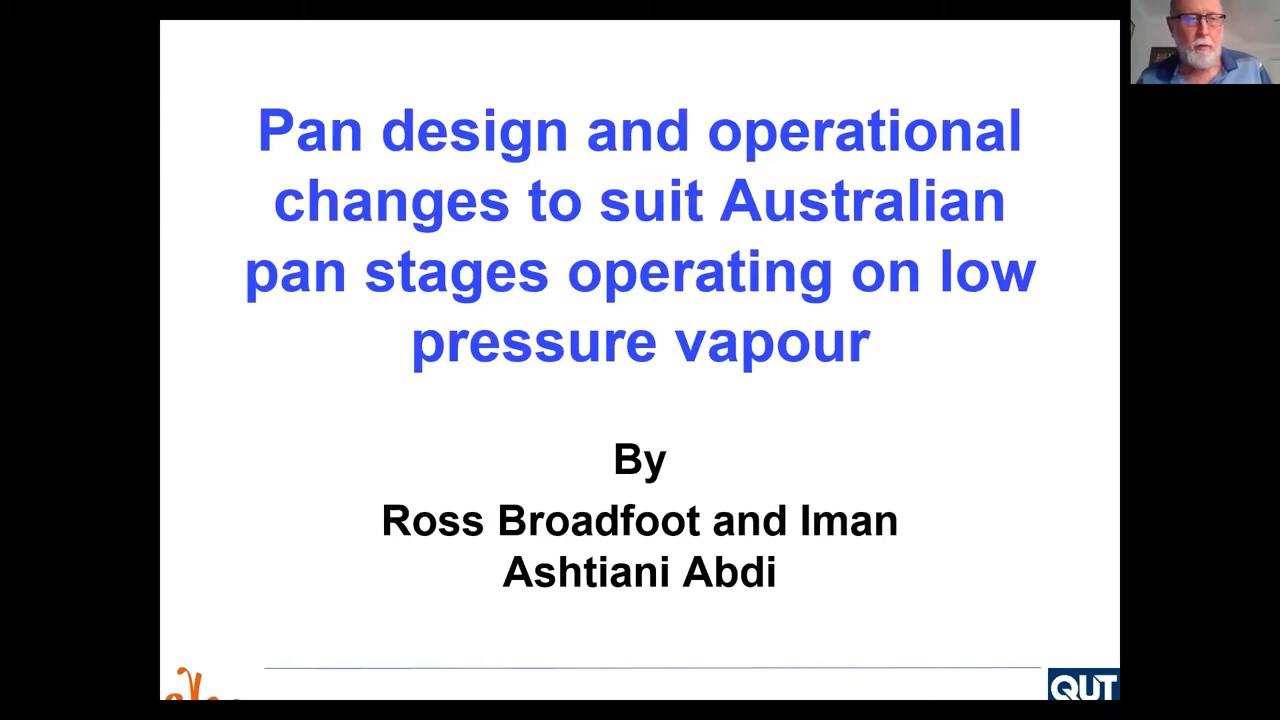 Pan design and operational
changes to suit Australian
pan stages operating on low
pressure vapour
By
Ross Broadfoot and Iman
Ashtiani Abdi
QUT